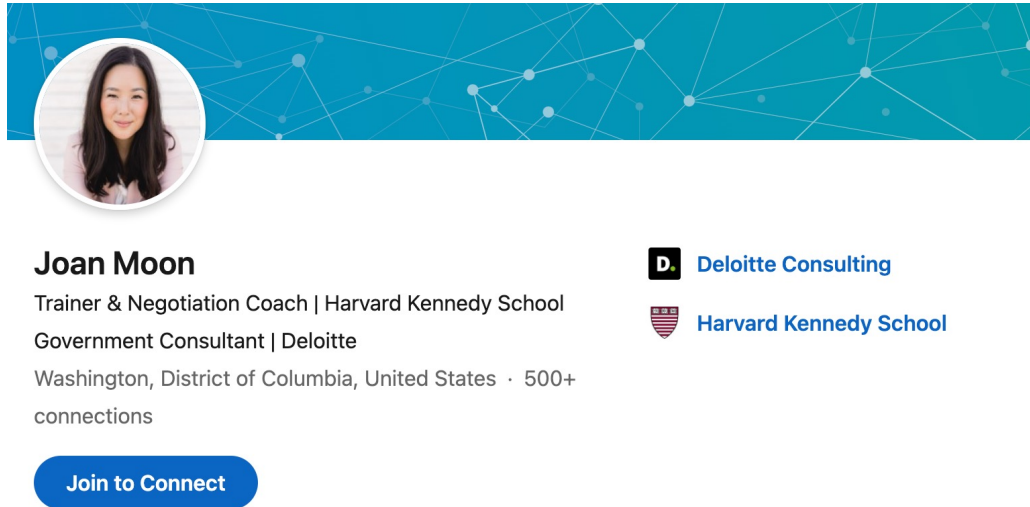 Joan Moon
Trainer & Negotiation Coach | Harvard Kennedy School
Government Consultant | Deloitte
Washington, District of Columbia, United States · 500+
connections
Join to Connect
D.
Deloitte Consulting
Harvard Kennedy School